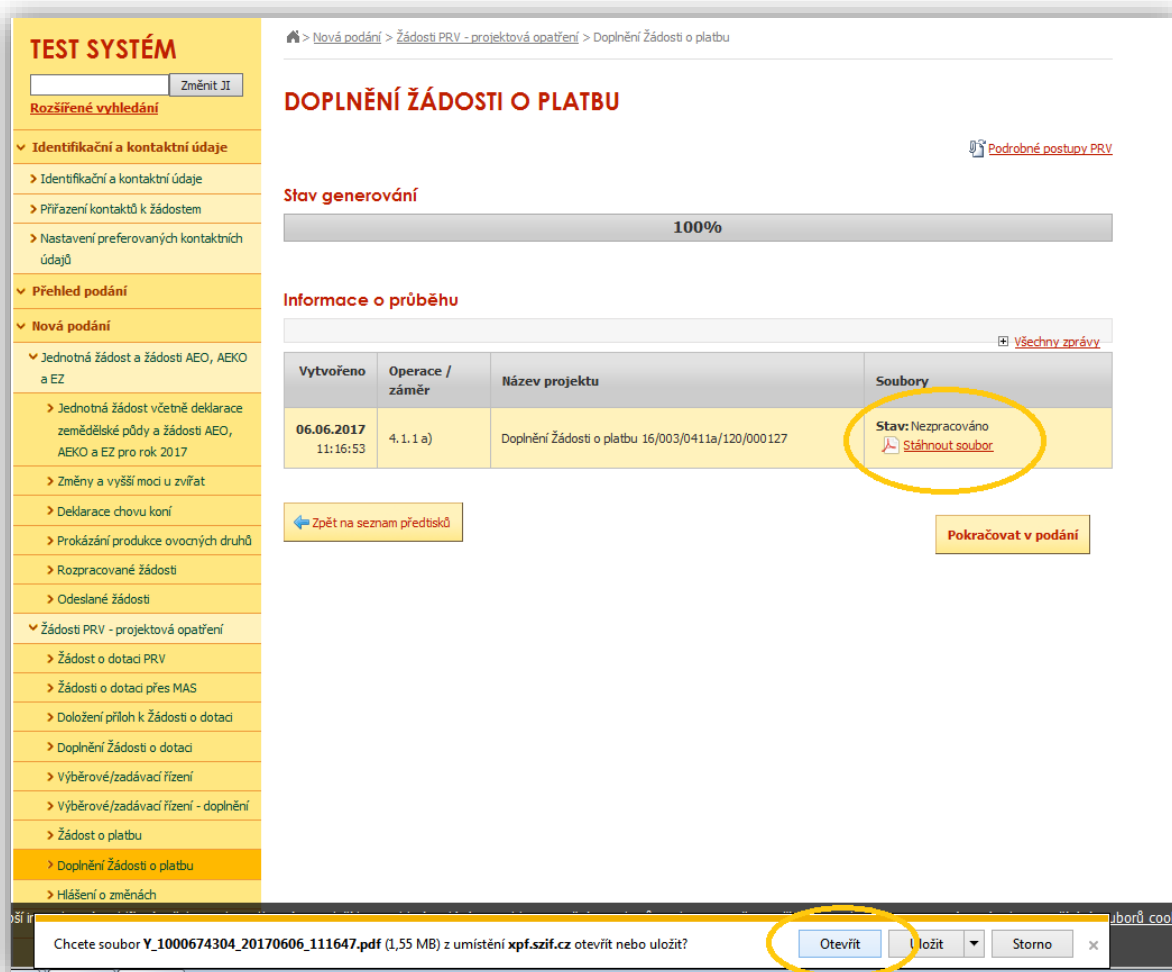 TEST SYSTÉM
Změnit JI
Rozšířené vyhledání
Identifikační a kontaktní údaje
Identifikační a kontaktní údaje
Přiřazení kontaktů k žádostem
Nastavení preferovaných kontaktních
údajů
Přehled podání
Nová podání
Jednotná žádost a žádosti AEO, AEKO
a EZ
Jednotná žádost včetně deklarace
zemědělské půdy a žádosti AEO,
AEKO a EZ pro rok 2017
Změny a vyšší moci u zvířat
Deklarace chovu koní
Prokázání produkce ovocných druhů
Rozpracované žádosti
Odeslané žádosti
Žádosti PRV - projektová opatření
Žádost o dotaci PRV
Žádosti o dotaci přes MAS
Doložení příloh k Žádosti o dotaci
Doplnění Žádosti o dotaci
Výběrové/zadávací řízení
Výběrové/zadávací řízení - doplnění
Žádost o platbu
Doplnění Žádosti o platbu
Hlášení o změnách
> Nová podání > Žádosti PRV - projektová opatření > Doplnění Žádosti o platbu
DOPLNĚNÍ ŽÁDOSTI O PLATBU
Podrobné postupy PRV
Stav generování
100%
Informace o průběhu
Všechny zprávy
Vytvořeno Operace / záměr Název projektu Soubory
06.06.2017 11:16:53 4.1.1 a) Doplnění Žádosti o platbu 16/003/0411a/120/000127 Stav: Nezpracováno
Stáhnout soubor
Zpět na seznam předtisků
Pokračovat v podání
Chcete soubor Y_1000674304_20170606_111647.pdf (1,55 MB) z umístění xpf.szif.cz otevřít nebo uložit? Otevřít Uložit Storno